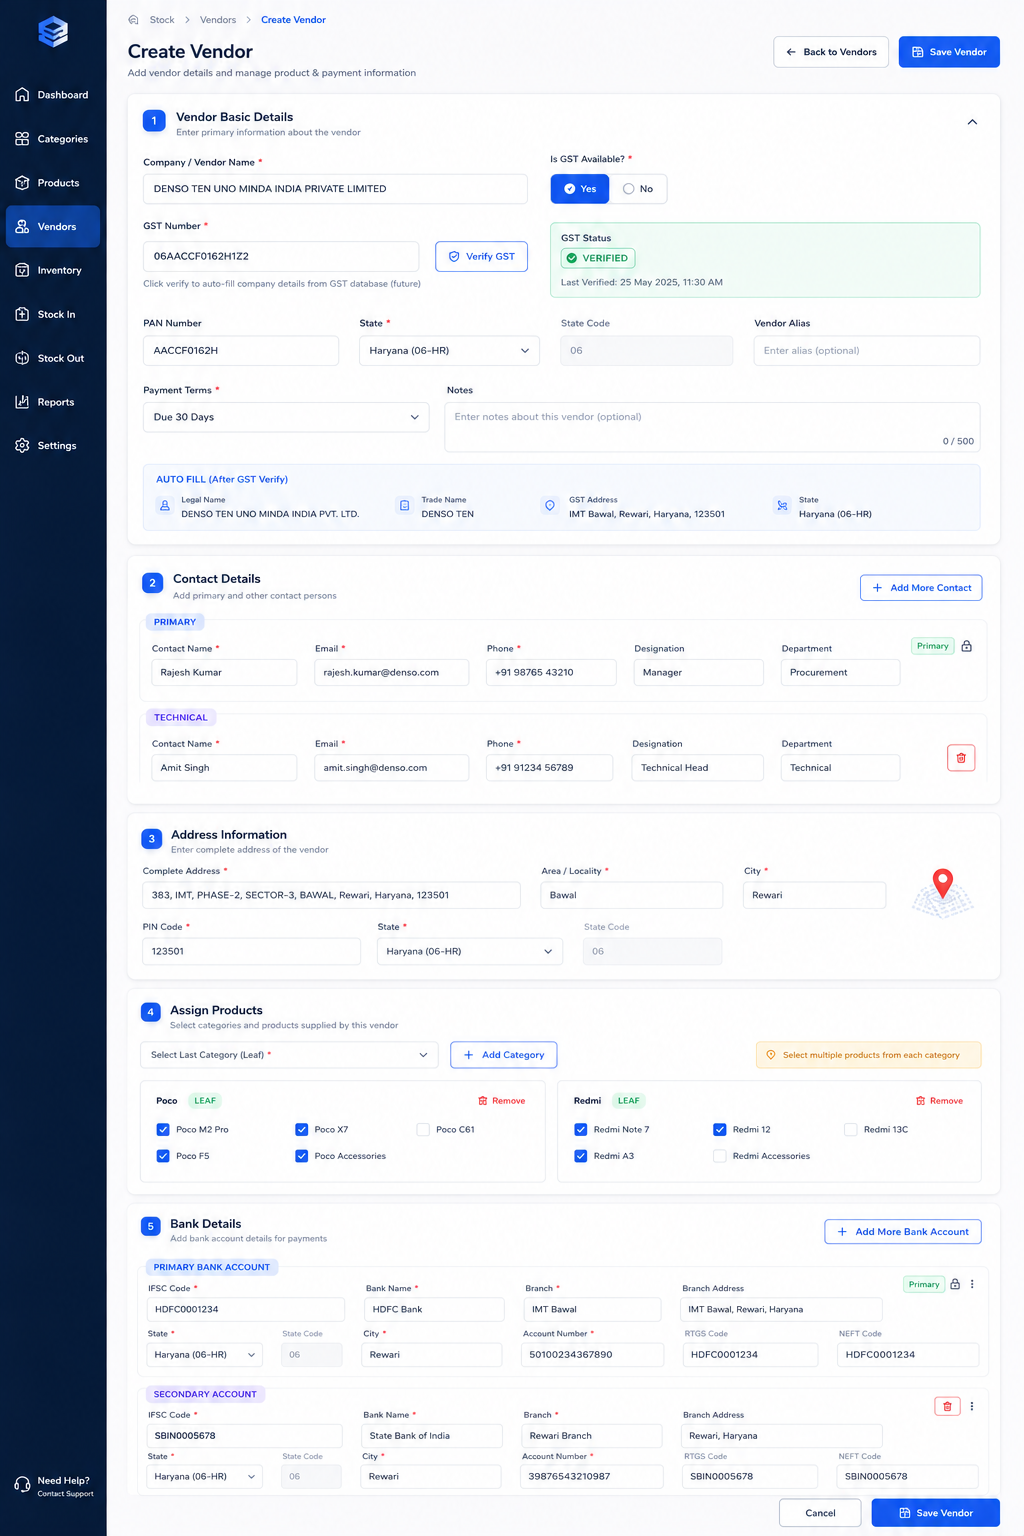 Stock > Vendors > Create Vendor
Create Vendor
Add vendor details and manage product & payment information
Back to Vendors
Save Vendor
Dashboard
Categories
Products
Vendors
Inventory
Stock In
Stock Out
Reports
Settings
Need Help?
Contact Support
1
Vendor Basic Details
Enter primary information about the vendor
Company / Vendor Name *
DENSO TEN UNO MINDA INDIA PRIVATE LIMITED
Is GST Available? *
Yes
No
GST Number *
06AACCF0162H1Z2
Verify GST
Click verify to auto-fill company details from GST database (future)
GST Status
VERIFIED
Last Verified: 25 May 2025, 11:30 AM
PAN Number
AACCF0162H
State *
Haryana (06-HR)
State Code
06
Vendor Alias
Enter alias (optional)
Payment Terms *
Due 30 Days
Notes
Enter notes about this vendor (optional)
0 / 500
AUTO FILL (After GST Verify)
Legal Name
DENSO TEN UNO MINDA INDIA PVT. LTD.
Trade Name
DENSO TEN
GST Address
IMT Bawal, Rewari, Haryana, 123501
State
Haryana (06-HR)
2
Contact Details
Add primary and other contact persons
Add More Contact
PRIMARY
Contact Name *
Rajesh Kumar
Email *
rajesh.kumar@denso.com
Phone *
+91 98765 43210
Designation
Manager
Department
Procurement
Primary
TECHNICAL
Contact Name *
Amit Singh
Email *
amit.singh@denso.com
Phone *
+91 91234 56789
Designation
Technical Head
Department
Technical
3
Address Information
Enter complete address of the vendor
Complete Address *
383, IMT, PHASE-2, SECTOR-3, BAWAL, Rewari, Haryana, 123501
Area / Locality *
Bawal
City *
Rewari
PIN Code *
123501
State *
Haryana (06-HR)
State Code
06
4
Assign Products
Select categories and products supplied by this vendor
Select Last Category (Leaf) *
Add Category
Select multiple products from each category
Poco LEAF
Remove
Poco M2 Pro
Poco X7
Poco C61
Poco F5
Poco Accessories
Redmi LEAF
Remove
Redmi Note 7
Redmi 12
Redmi 13C
Redmi A3
Redmi Accessories
5
Bank Details
Add bank account details for payments
Add More Bank Account
PRIMARY BANK ACCOUNT
Primary
IFSC Code *
HDFC0001234
Bank Name *
HDFC Bank
Branch *
IMT Bawal
Branch Address
IMT Bawal, Rewari, Haryana
State *
Haryana (06-HR)
State Code
06
City *
Rewari
Account Number *
50100234367890
RTGS Code
HDFC0001234
NEFT Code
HDFC0001234
SECONDARY ACCOUNT
IFSC Code *
SBIN0005678
Bank Name *
State Bank of India
Branch *
Rewari Branch
Branch Address
Rewari, Haryana
State *
Haryana (06-HR)
State Code
06
City *
Rewari
Account Number *
39876543210987
RTGS Code
SBIN0005678
NEFT Code
SBIN0005678
Cancel
Save Vendor